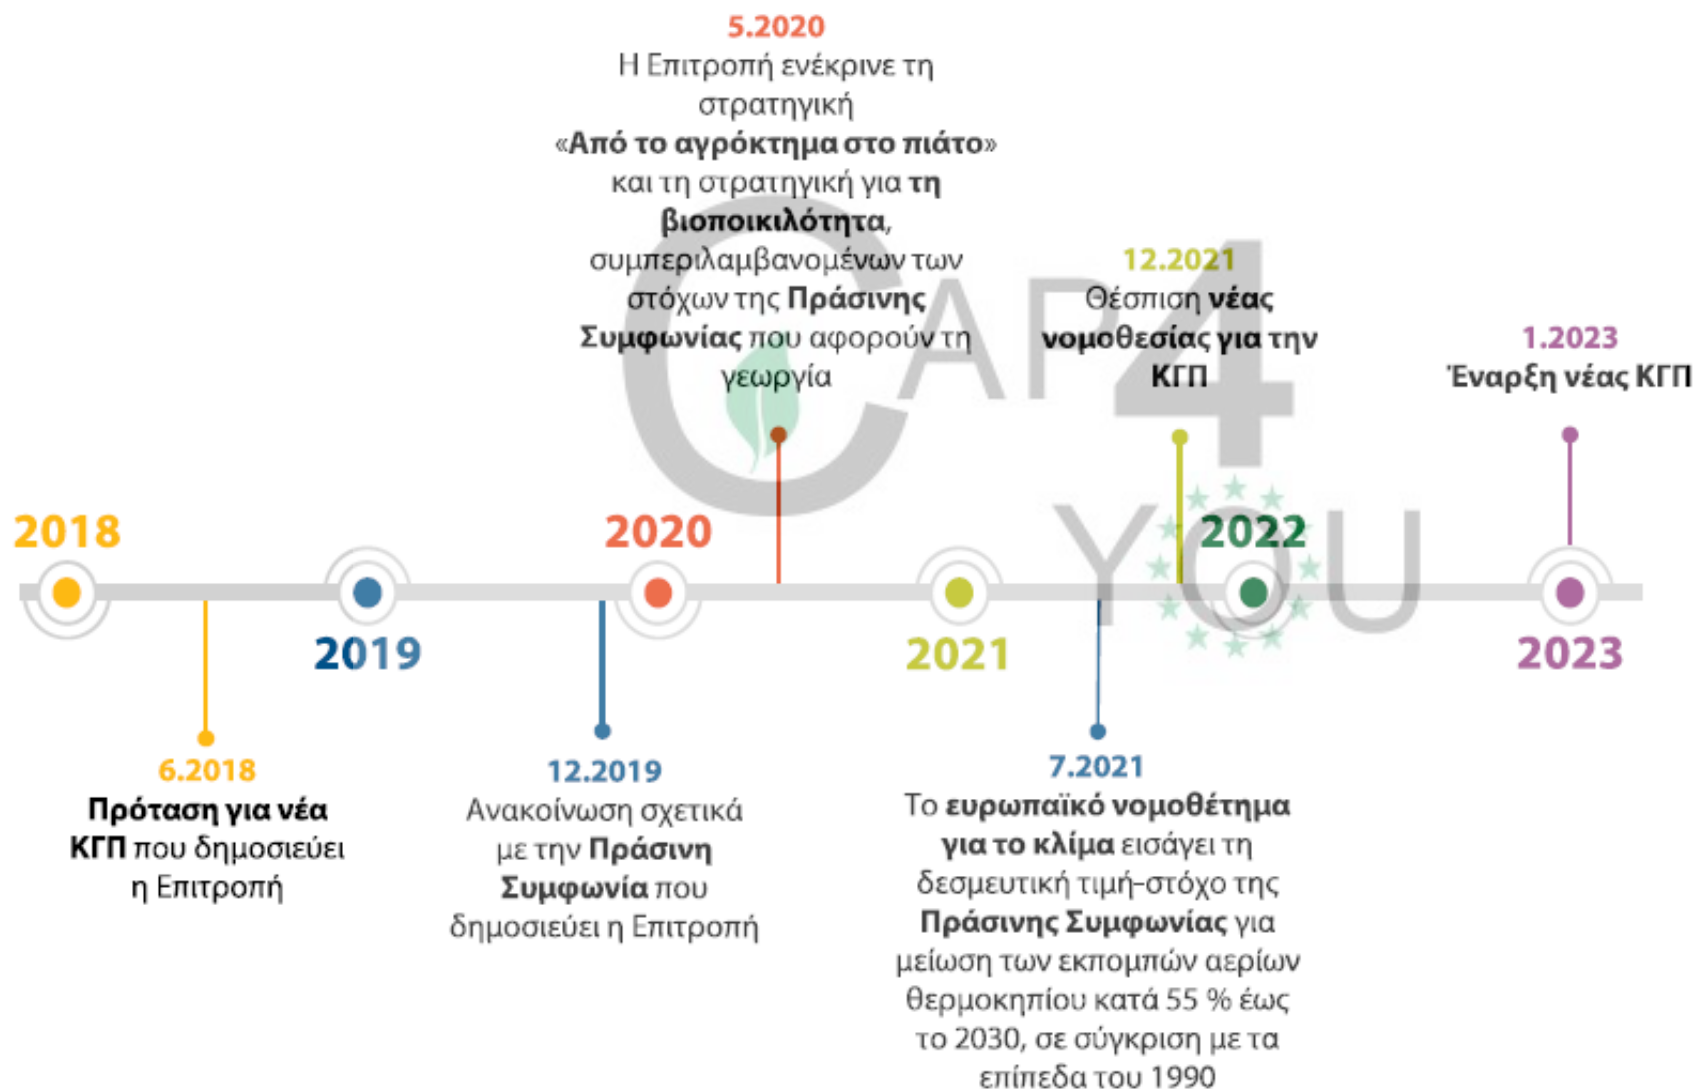 5.2020
Η Επιτροπή ενέκρινε τη
στρατηγική
«Από το αγρόκτημα στο πιάτο»
και τη στρατηγική για τη
βιοποικιλότητα,
συμπεριλαμβανομένων των
στόχων της Πράσινης
Συμφωνίας που αφορούν τη
γεωργία
12.2021
Θέσπιση νέας
νομοθεσίας για την
ΚΓΠ
1.2023
Έναρξη νέας ΚΓΠ
CAP4
YOU
2018
2019
2020
2021
2022
2023
6.2018
Πρόταση για νέα
ΚΓΠ που δημοσιεύει
η Επιτροπή
12.2019
Ανακοίνωση σχετικά
με την Πράσινη
Συμφωνία που
δημοσιεύει η Επιτροπή
7.2021
Το ευρωπαϊκό νομοθέτημα
για το κλίμα εισάγει τη
δεσμευτική τιμή-στόχο της
Πράσινης Συμφωνίας για
μείωση των εκπομπών αερίων
θερμοκηπίου κατά 55 % έως
το 2030, σε σύγκριση με τα
επίπεδα του 1990